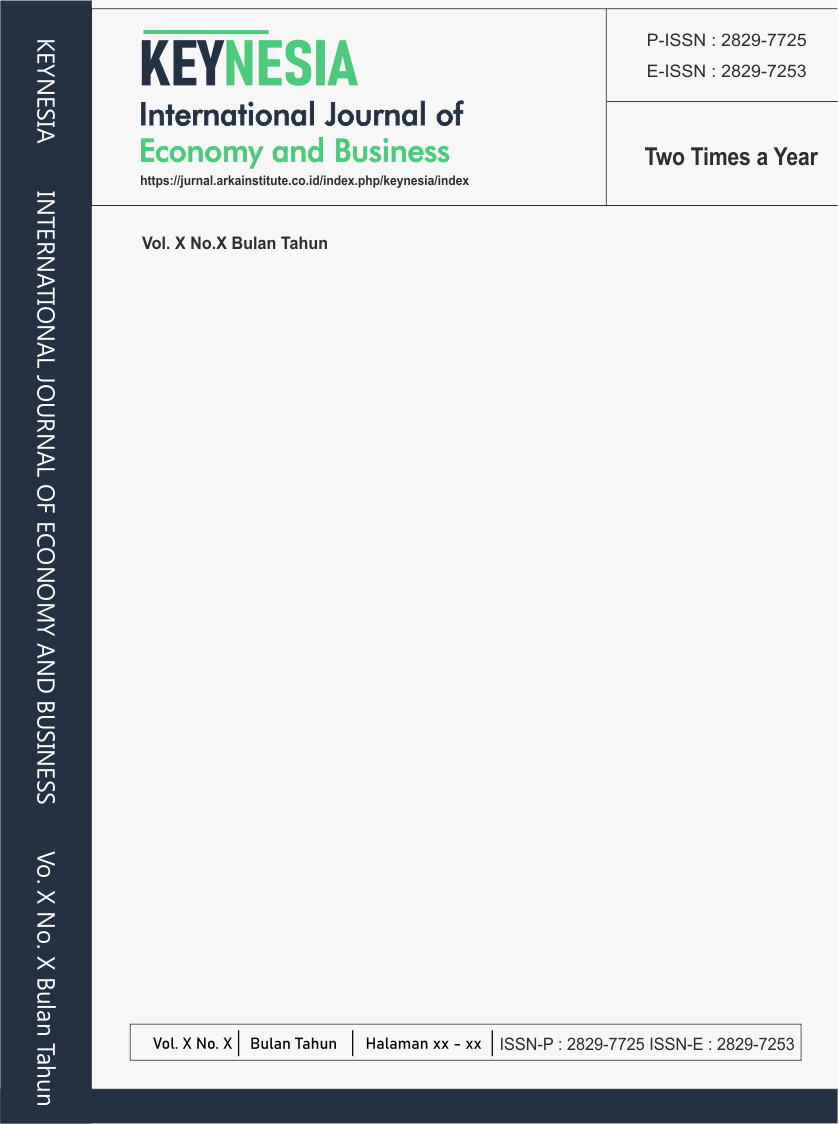 KEYNESIA INTERNATIONAL JOURNAL OF ECONOMY AND BUSINESS Vo. X No. X Bulan Tahun
KEYNESIA
International Journal of
Economy and Business
https://jurnal.arkainstitute.co.id/index.php/keynesia/index
P-ISSN : 2829-7725
E-ISSN : 2829-7253
Two Times a Year
Vol. X No.X Bulan Tahun
Vol. X No. X Bulan Tahun Halaman xx - xx ISSN-P : 2829-7725 ISSN-E : 2829-7253